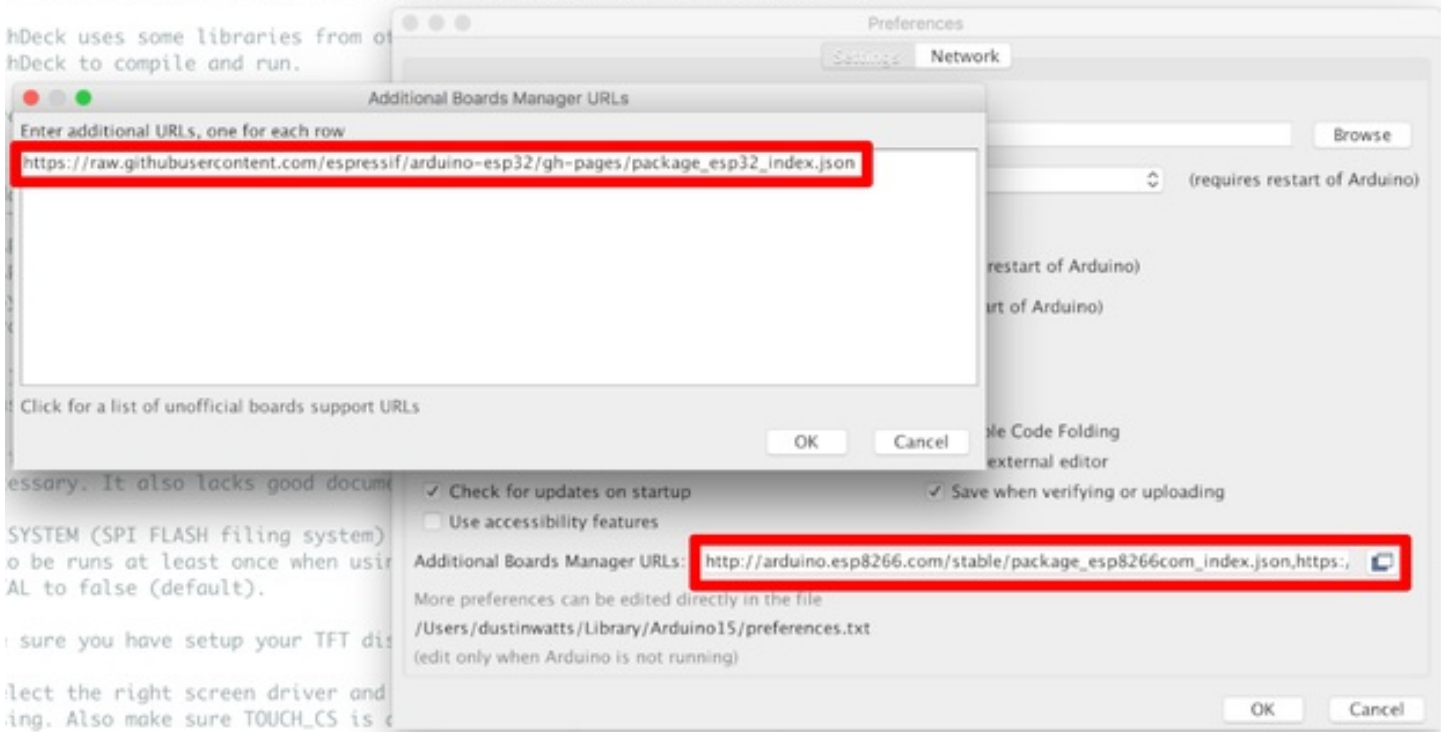 hDeck uses some libraries from
hDeck to compile and run.
Preferences
Settings Network
Additional Boards Manager URLs
Enter additional URLs, one for each row
https://raw.githubusercontent.com/espressif/arduino-esp32/gh-pages/package_esp32_index.json
Browse
(requires restart of Arduino)
restart of Arduino)
art of Arduino)
Click for a list of unofficial boards support URLs
OK Cancel
ble Code Folding
external editor
essary. It also lacks good docume
Check for updates on startup
Save when verifying or uploading
Use accessibility features
SYSTEM (SPI FLASH filing system)
o be runs at least once when usin
AL to false (default).
Additional Boards Manager URLs: http://arduino.esp8266.com/stable/package_esp8266com_index.json,https:/
More preferences can be edited directly in the file
/Users/dustinwatts/Library/Arduino15/preferences.txt
(edit only when Arduino is not running)
sure you have setup your TFT dis
lect the right screen driver and
ing. Also make sure TOUCH_CS is
OK Cancel